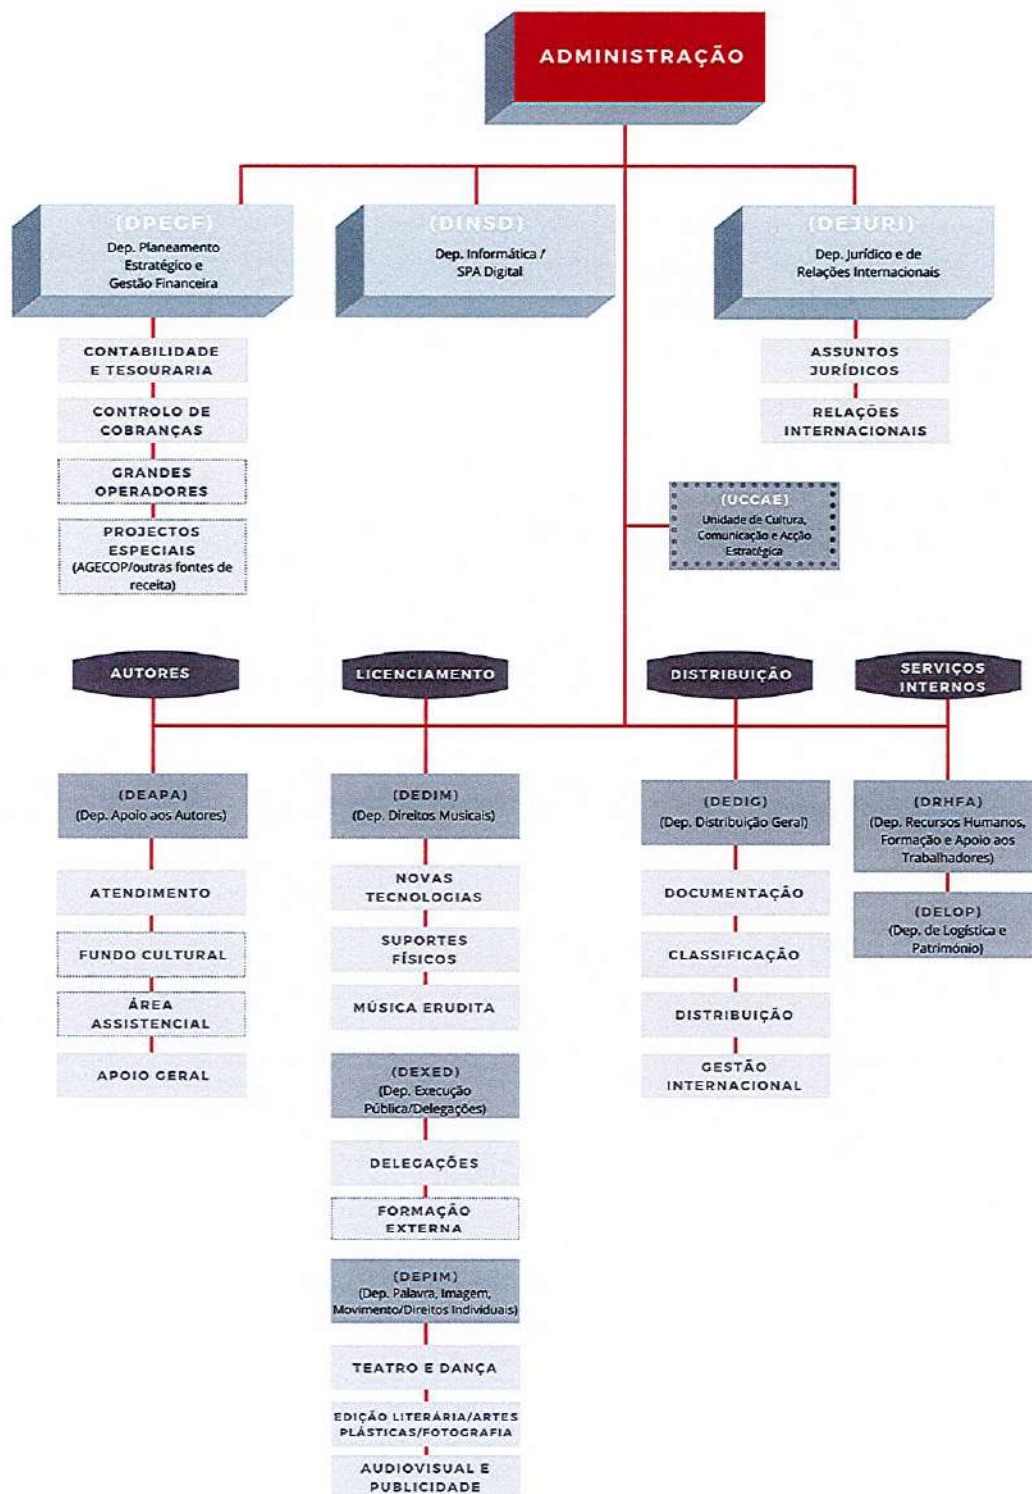 ADMINISTRAÇÃO
(DPEGF)
Dep. Planeamento
Estratégico e
Gestão Financeira
(DINSD)
Dep. Informática /
SPA Digital
(DEJURI)
Dep. Jurídico e de
Relações Internacionais
CONTABILIDADE
E TESOURARIA
CONTROLO DE
COBRANÇAS
GRANDES
OPERADORES
PROJECTOS
ESPECIAIS
(AGECOP/outras fontes de
receita)
ASSUNTOS
JURÍDICOS
RELAÇÕES
INTERNACIONAIS
(UCCAE)
Unidade de Cultura,
Comunicação e Acção
Estratégica
AUTORES
(DEAPA)
(Dep. Apoio aos Autores)
ATENDIMENTO
FUNDO CULTURAL
ÁREA
ASSISTENCIAL
APOIO GERAL
LICENCIAMENTO
(DEDIM)
(Dep. Direitos Musicais)
NOVAS
TECNOLOGIAS
SUPORTES
FÍSICOS
MÚSICA ERUDITA
(DEXED)
(Dep. Execução
Pública/Delegações)
DELEGAÇÕES
FORMAÇÃO
EXTERNA
(DEPIM)
(Dep. Palavra, Imagem,
Movimento/Direitos Individuais)
TEATRO E DANÇA
EDIÇÃO LITERÁRIA/ARTES
PLÁSTICAS/FOTOGRAFIA
AUDIOVISUAL E
PUBLICIDADE
DISTRIBUIÇÃO
(DEDIG)
(Dep. Distribuição Geral)
DOCUMENTAÇÃO
CLASSIFICAÇÃO
DISTRIBUIÇÃO
GESTÃO
INTERNACIONAL
SERVIÇOS
INTERNOS
(DRHFA)
(Dep. Recursos Humanos,
Formação e Apoio aos
Trabalhadores)
(DELOP)
(Dep. de Logística e
Património)